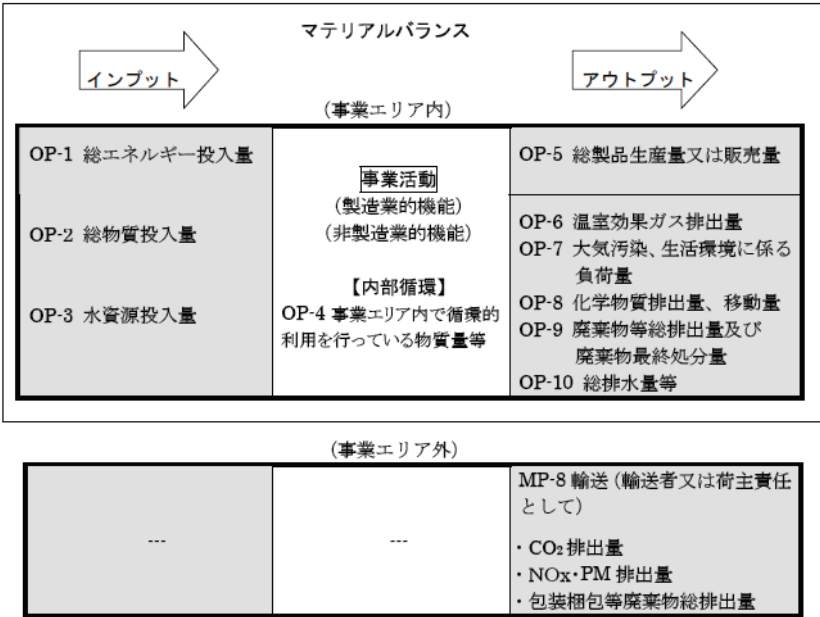 マテリアルバランス
インプット
アウトプット
(事業エリア内)
OP-1 総エネルギー投入量
OP-2 総物質投入量
OP-3 水資源投入量
事業活動
(製造業的機能)
(非製造業的機能)
【内部循環】
OP-4 事業エリア内で循環的
利用を行っている物質量等
OP-5 総製品生産量又は販売量
OP-6 温室効果ガス排出量
OP-7 大気汚染、生活環境に係る
負荷量
OP-8 化学物質排出量、移動量
OP-9 廃棄物等総排出量及び
廃棄物最終処分量
OP-10 総排水量等
(事業エリア外)
---
---
MP-8 輸送（輸送者又は荷主責任
として）
・CO₂排出量
・NOx・PM 排出量
・包装梱包等廃棄物総排出量